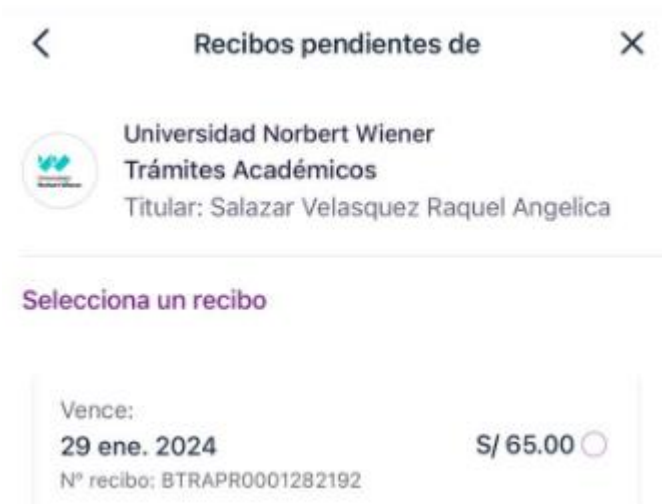 Recibos pendientes de
Universidad Norbert Wiener
Trámites Académicos
Titular: Salazar Velasquez Raquel Angelica
Selecciona un recibo
Vence:
29 ene. 2024
S/ 65.00
Nº recibo: BTRAPR0001282192